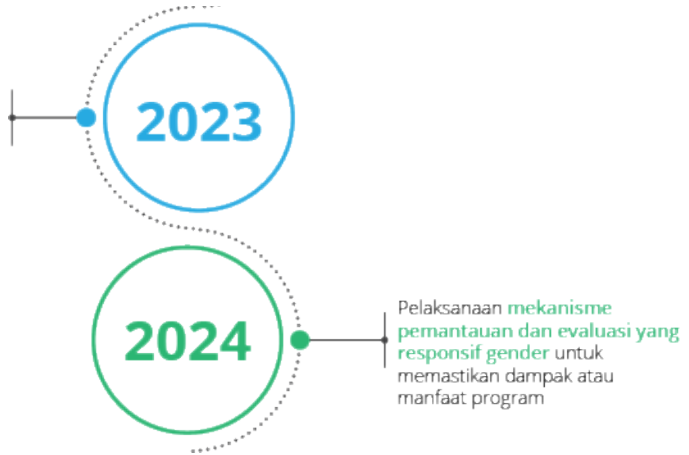 2023
2024
Pelaksanaan mekanisme
pemantauan dan evaluasi yang
responsif gender untuk
memastikan dampak atau
manfaat program